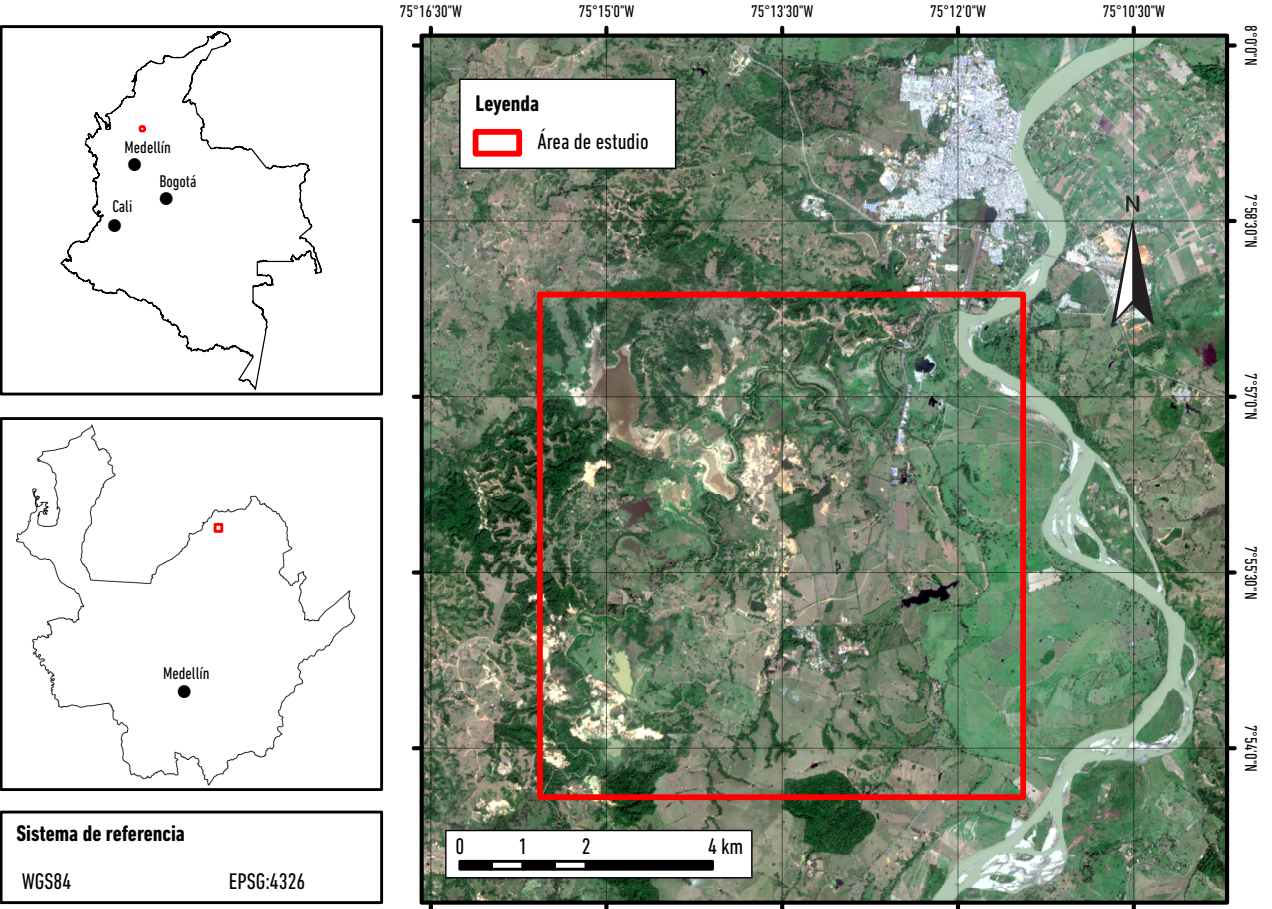 75°16'30"W 75°15'0"W 75°13'30"W 75°12'0"W 75°10'30"W
Medellín
Bogotá
Cali
Medellín
Sistema de referencia
WGS84 EPSG:4326
Leyenda
Área de estudio
N
0 1 2 4 km
8°0'0"N
7°58'30"N
7°57'0"N
7°55'30"N
7°54'0"N